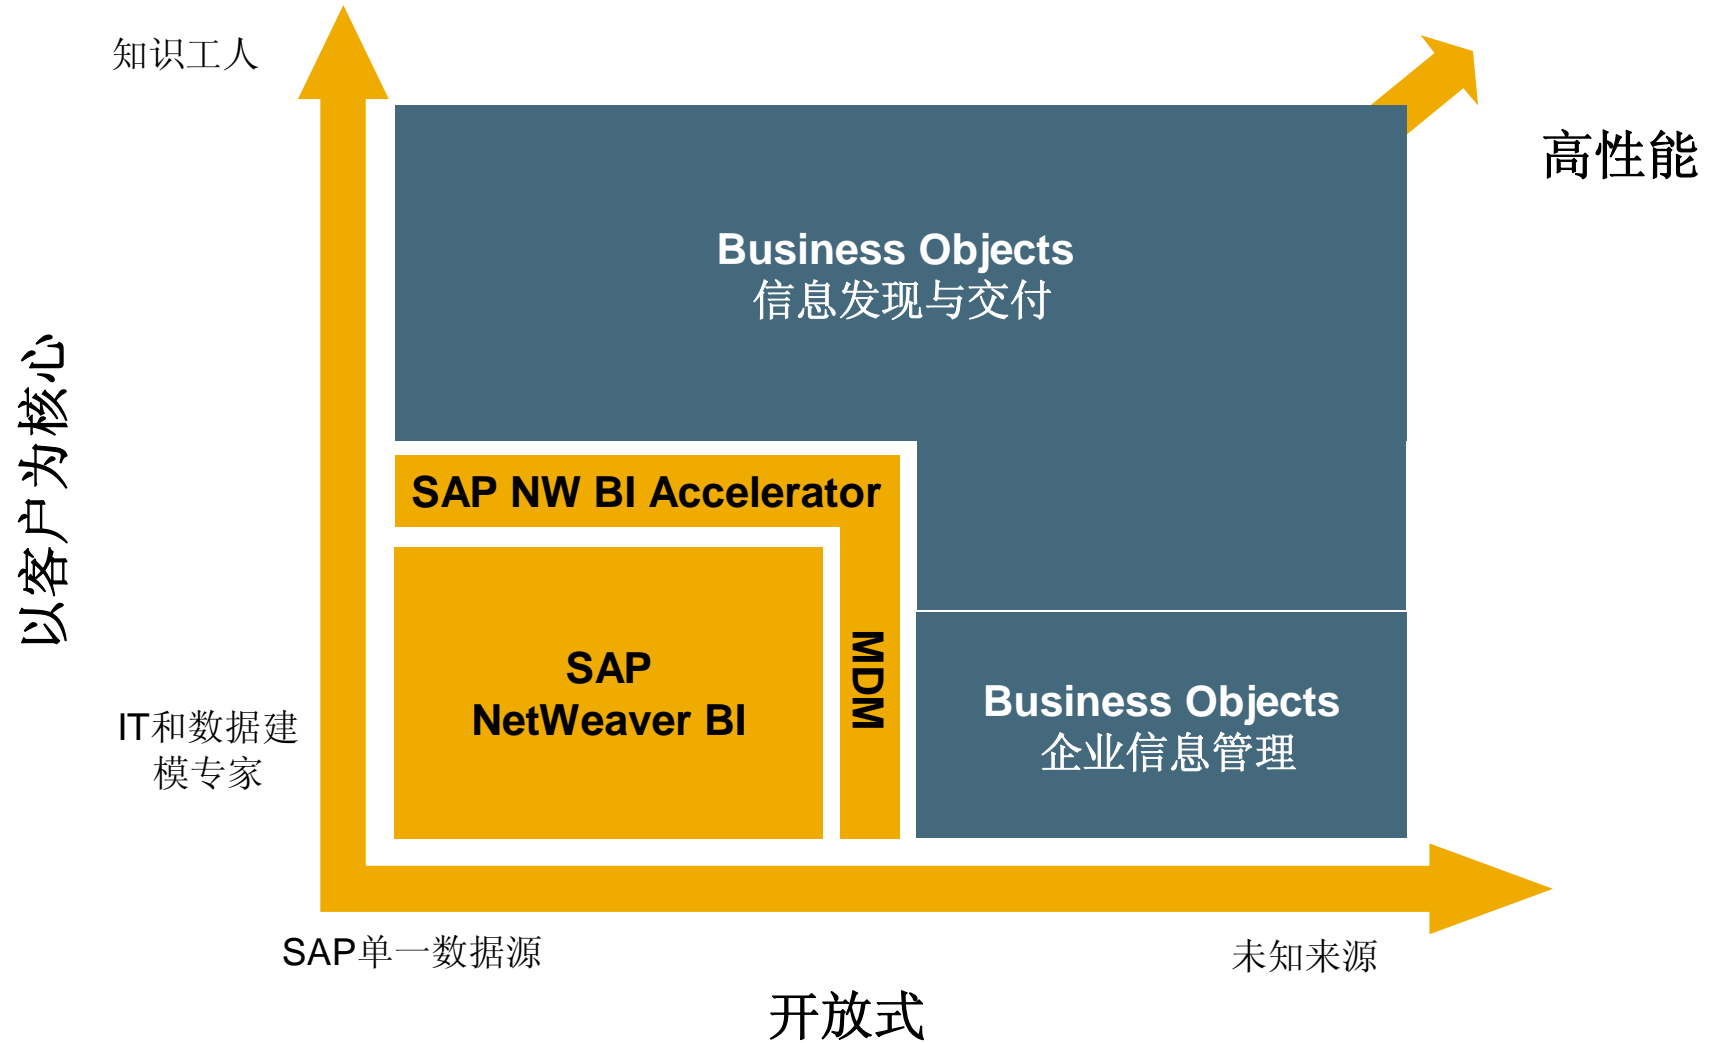 知识工人
高性能
Business Objects
信息发现与交付
以客户为核心
SAP NW BI Accelerator
SAP
NetWeaver BI
MDM
Business Objects
企业信息管理
IT和数据建
模专家
SAP单一数据源
未知来源
开放式